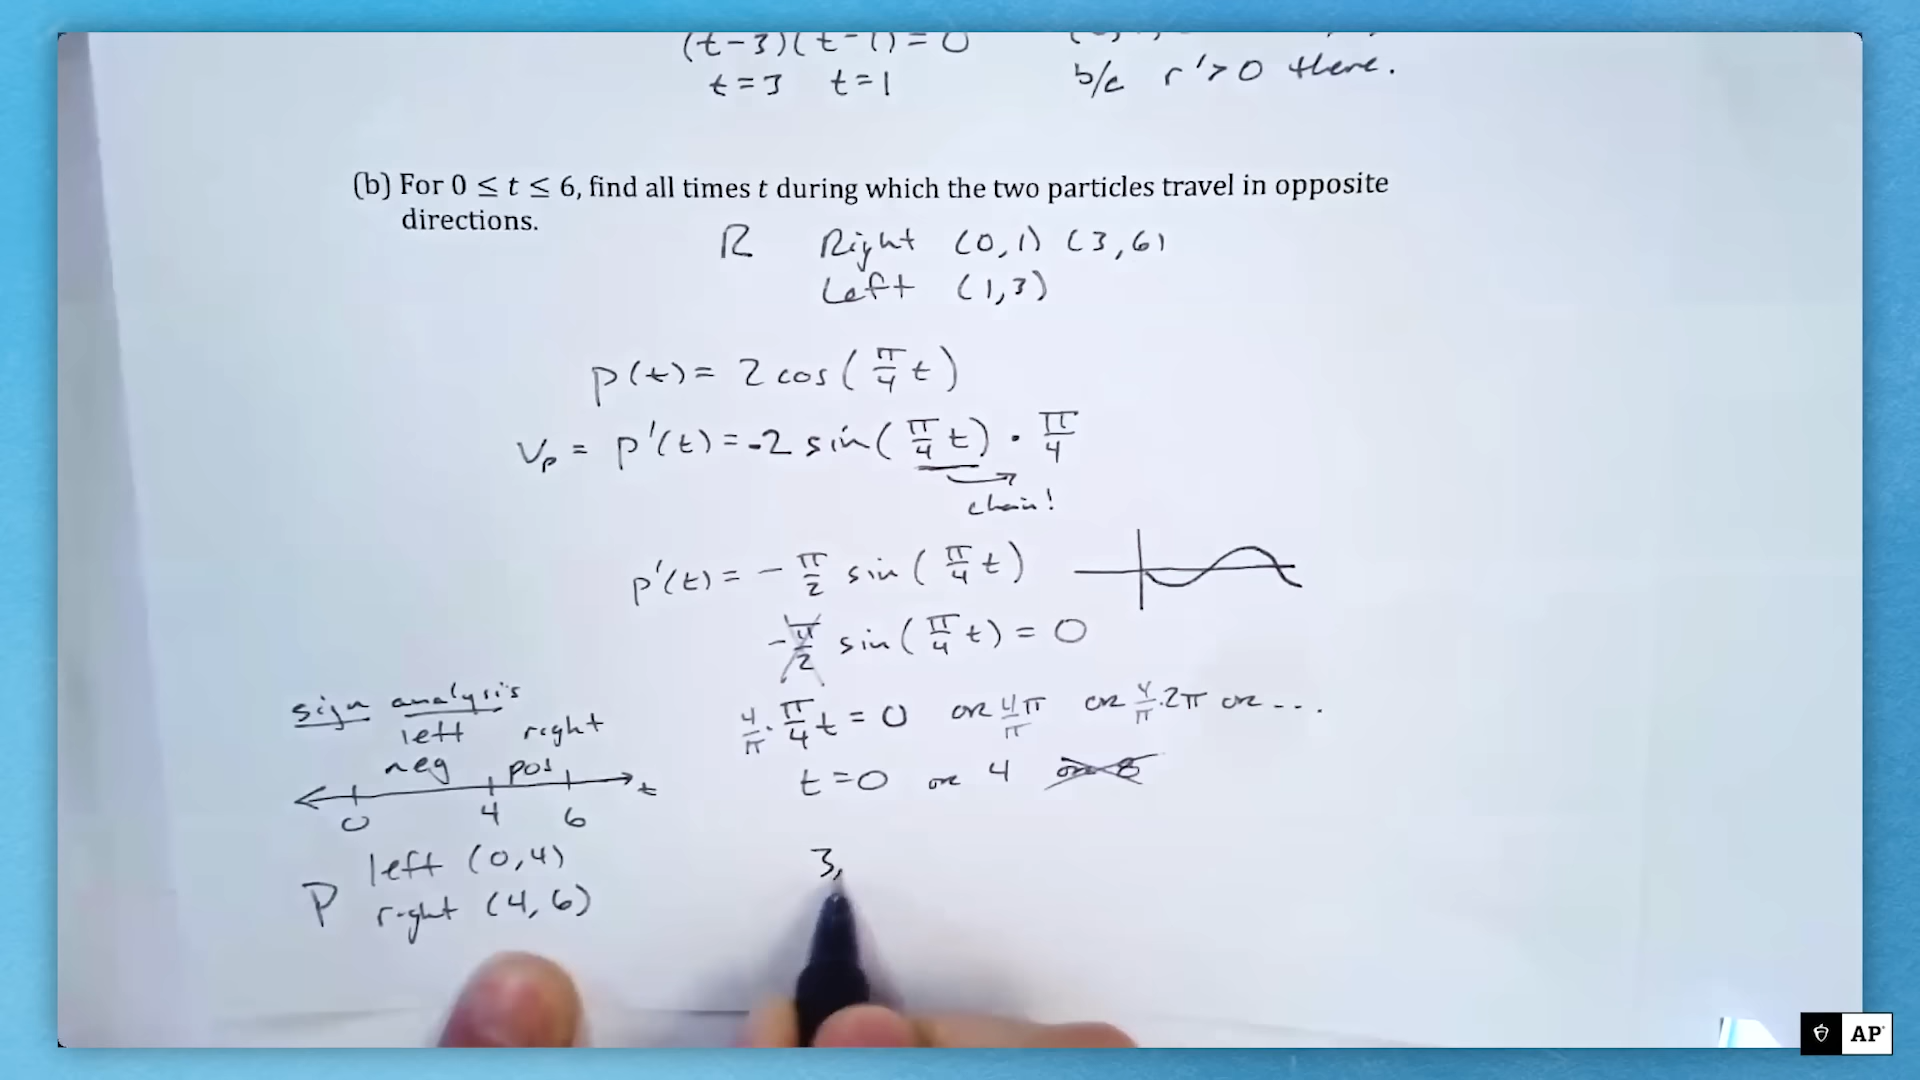 (t-3)(t-1)=0
t=3 t=1
b/c r'>0 there.
(b) For 0 ≤ t ≤ 6, find all times t during which the two particles travel in opposite
directions.
R Right (0,1) (3,6)
Left (1,3)
p(t) = 2 cos(π/4 t)
Vp = p'(t) = -2 sin(π/4 t) · π/4
chain!
p'(t) = -π/2 sin(π/4 t)
-π/2 sin(π/4 t) = 0
4/π · π/4 t = 0 or 4/π π or 4/π · 2π or ...
t = 0 or 4 or 8
sign analysis
left right
neg pos
0 4 6 t
P left (0,4)
right (4,6)
3,
AP